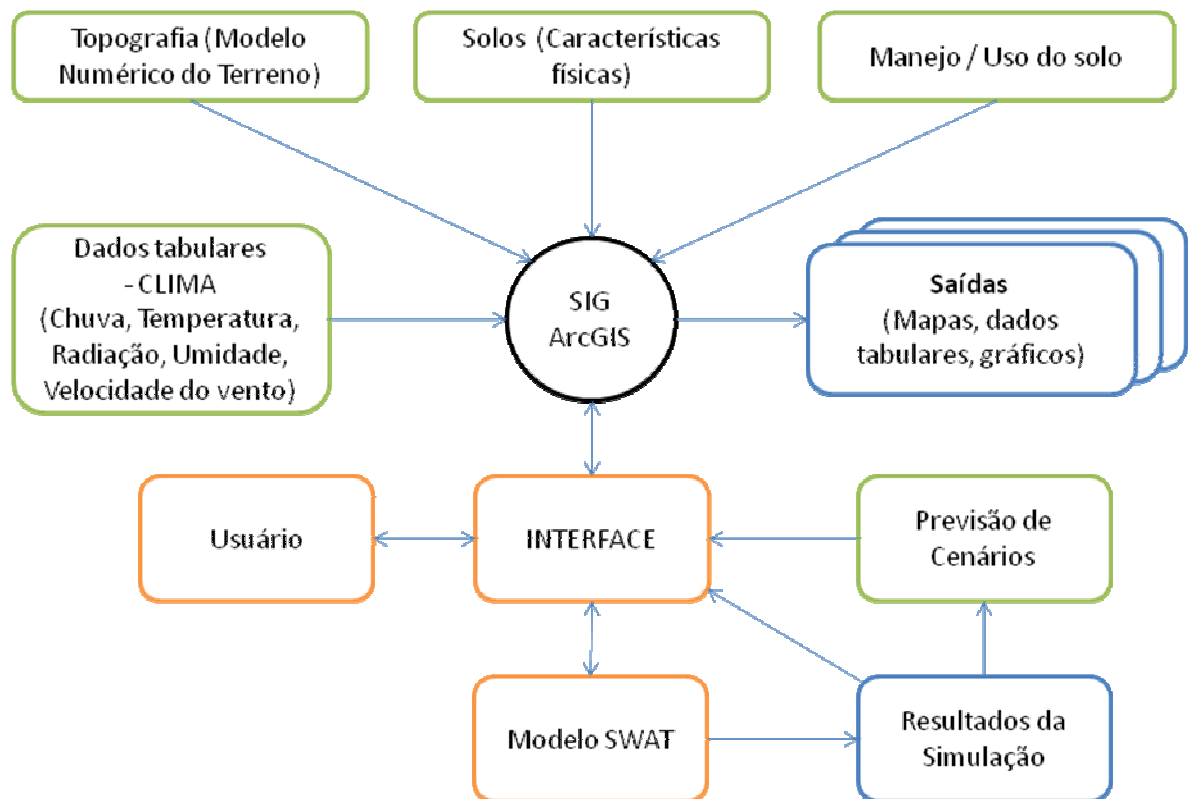 Topografia (Modelo
Numérico do Terreno)
Solos (Características
físicas)
Manejo / Uso do solo
Dados tabulares
- CLIMA
(Chuva, Temperatura,
Radiação, Umidade,
Velocidade do vento)
SIG
ArcGIS
Saídas
(Mapas, dados
tabulares, gráficos)
Usuário
INTERFACE
Previsão de
Cenários
Modelo SWAT
Resultados da
Simulação